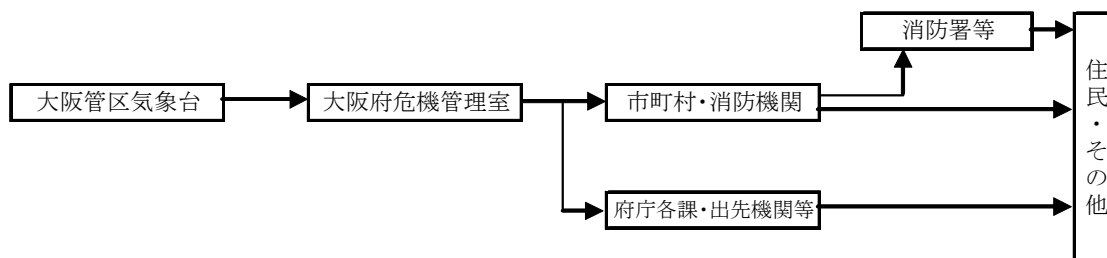 消防署等
大阪管区気象台
大阪府危機管理室
市町村・消防機関
府庁各課・出先機関等
住民・その他